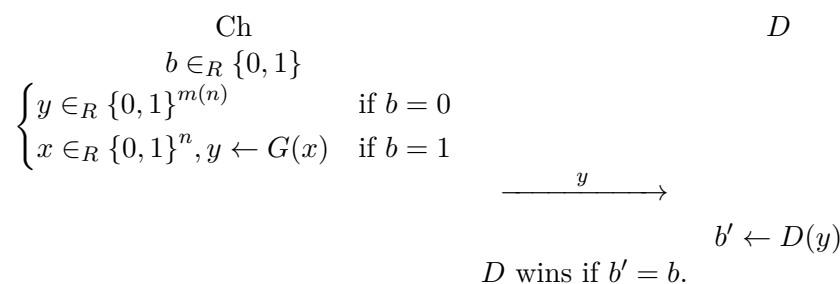 Ch D
b ∈_R {0, 1}
y ∈_R {0, 1}^{m(n)} if b = 0
x ∈_R {0, 1}^n, y ← G(x) if b = 1
y
b′ ← D(y)
D wins if b′ = b.